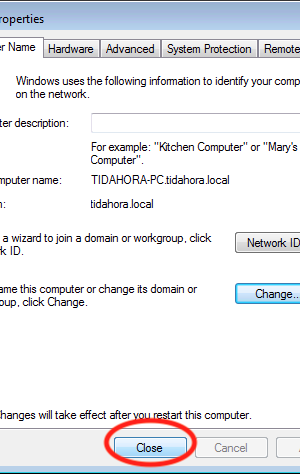 roperties
er Name Hardware Advanced System Protection Remote
Windows uses the following information to identify your compu
on the network.
ter description:
For example: "Kitchen Computer" or "Mary's
Computer".
mputer name: TIDAHORA-PC.tidahora.local
n: tidahora.local
a wizard to join a domain or workgroup, click
rk ID.
Network ID
ame this computer or change its domain or
oup, click Change.
Change..
hanges will take effect after you restart this computer.
Close Cancel